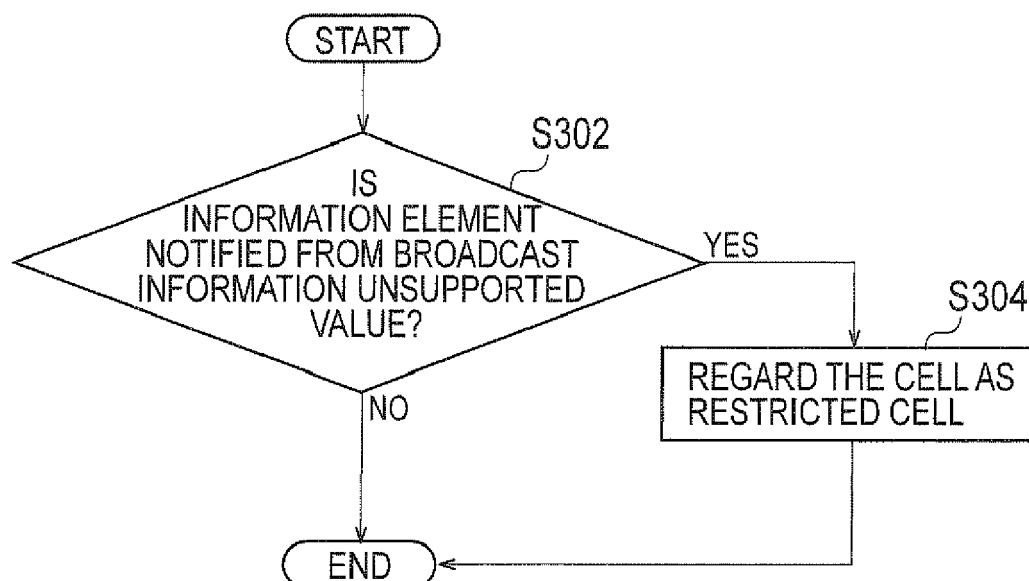 START
S302
IS
INFORMATION ELEMENT
NOTIFIED FROM BROADCAST
INFORMATION UNSUPPORTED
VALUE?
YES
S304
REGARD THE CELL AS
RESTRICTED CELL
NO
END